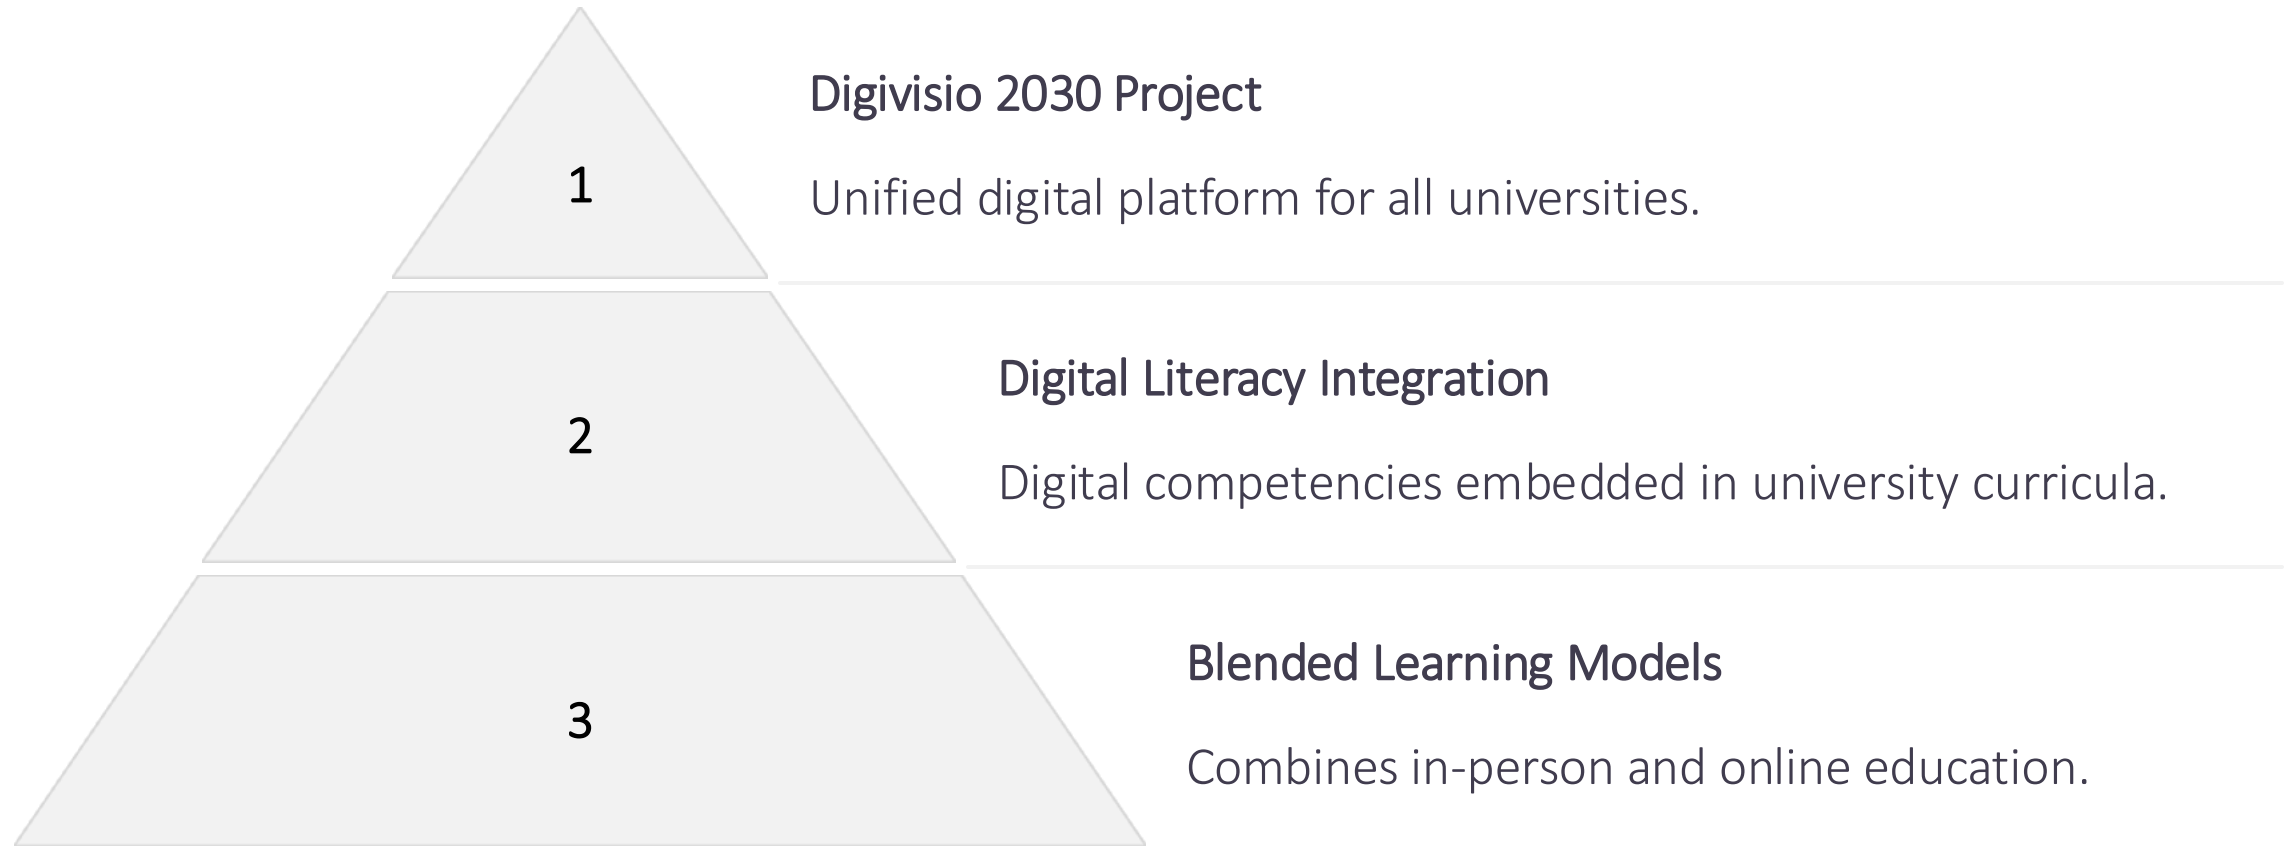 1
Digivisio 2030 Project
Unified digital platform for all universities.
2
Digital Literacy Integration
Digital competencies embedded in university curricula.
3
Blended Learning Models
Combines in-person and online education.